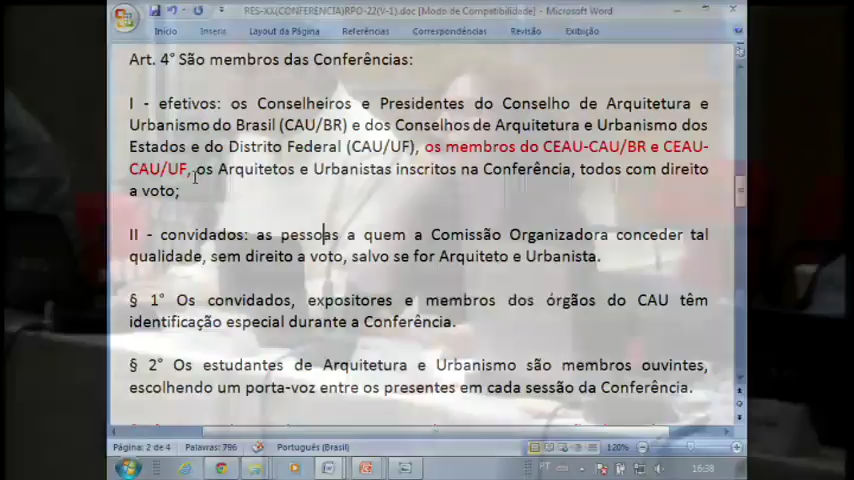 RES-XX(CONFERENCIA)RPO-22(V-1).doc [Modo de Compatibilidade] - Microsoft Word
Início Inserir Layout da Página Referências Correspondências Revisão Exibição
Art. 4° São membros das Conferências:
I - efetivos: os Conselheiros e Presidentes do Conselho de Arquitetura e
Urbanismo do Brasil (CAU/BR) e dos Conselhos de Arquitetura e Urbanismo dos
Estados e do Distrito Federal (CAU/UF), os membros do CEAU-CAU/BR e CEAU-
CAU/UF, os Arquitetos e Urbanistas inscritos na Conferência, todos com direito
a voto;
II - convidados: as pessoas a quem a Comissão Organizadora conceder tal
qualidade, sem direito a voto, salvo se for Arquiteto e Urbanista.
§ 1° Os convidados, expositores e membros dos órgãos do CAU têm
identificação especial durante a Conferência.
§ 2° Os estudantes de Arquitetura e Urbanismo são membros ouvintes,
escolhendo um porta-voz entre os presentes em cada sessão da Conferência.
Página: 2 de 4 Palavras: 796 Português (Brasil) 120%
PT 16:38